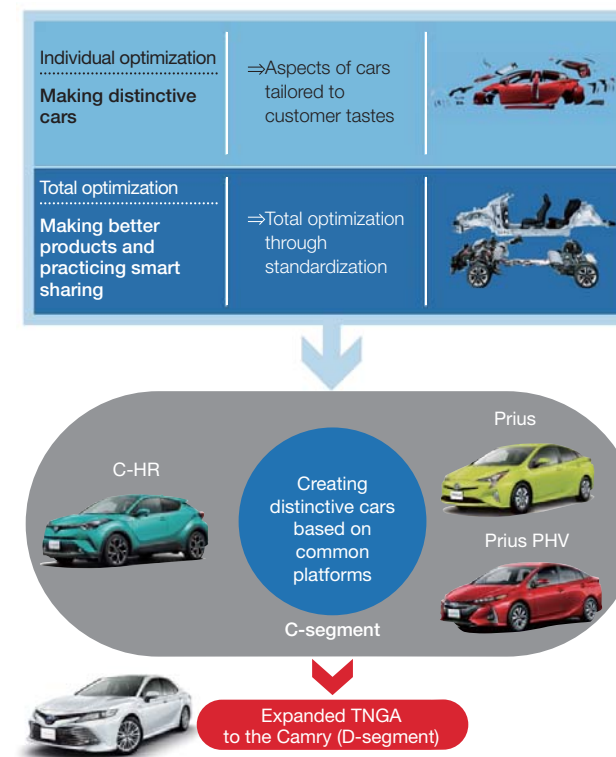 Individual optimization
Making distinctive
cars
⇒Aspects of cars
tailored to
customer tastes
Total optimization
Making better
products and
practicing smart
sharing
⇒Total optimization
through
standardization
C-HR
Creating
distinctive cars
based on
common
platforms
Prius
Prius PHV
C-segment
Expanded TNGA
to the Camry (D-segment)